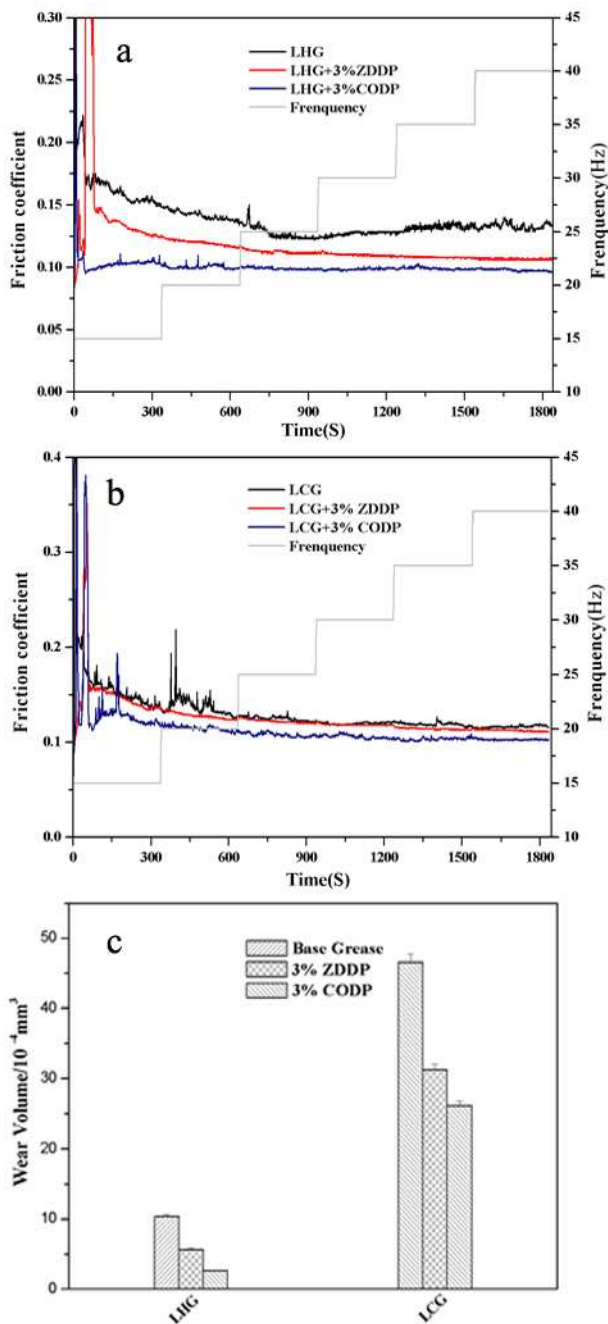 a
LHG
LHG+3%ZDDP
LHG+3%CODP
Frenquency
0.30
0.25
0.20
0.15
0.10
0.05
0.00
Friction coefficient
45
40
35
30
25
20
15
10
Frenquency(Hz)
0 300 600 900 1200 1500 1800
Time(S)
b
LCG
LCG+3% ZDDP
LCG+3% CODP
Frenquency
0.4
0.3
0.2
0.1
0.0
Friction coefficient
45
40
35
30
25
20
15
10
Frenquency(Hz)
0 300 600 900 1200 1500 1800
Time(S)
c
Base Grease
3% ZDDP
3% CODP
50
40
30
20
10
0
Wear Volume/10⁻⁴mm³
LHG LCG